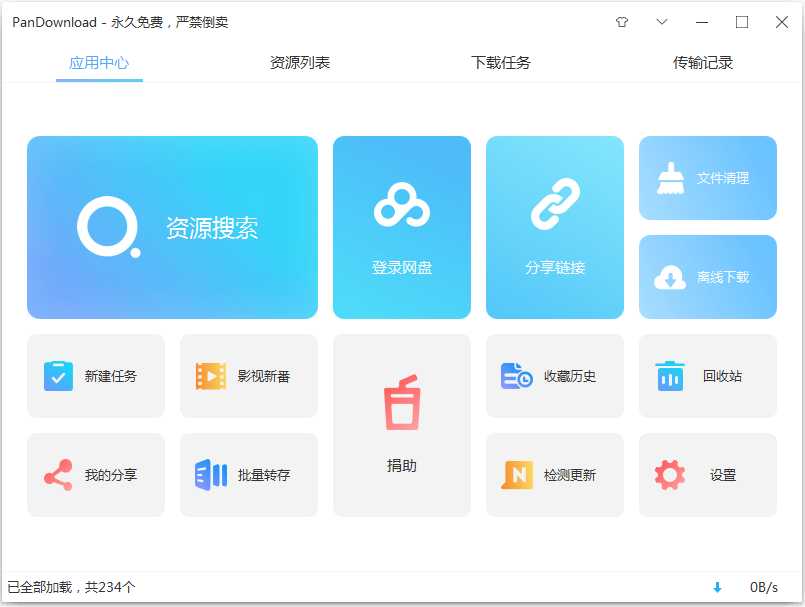 PanDownload - 永久免费，严禁倒卖
应用中心
资源列表
下载任务
传输记录
资源搜索
登录网盘
分享链接
文件清理
离线下载
新建任务
影视新番
捐助
收藏历史
回收站
我的分享
批量转存
检测更新
设置
已全部加载，共234个
0B/s